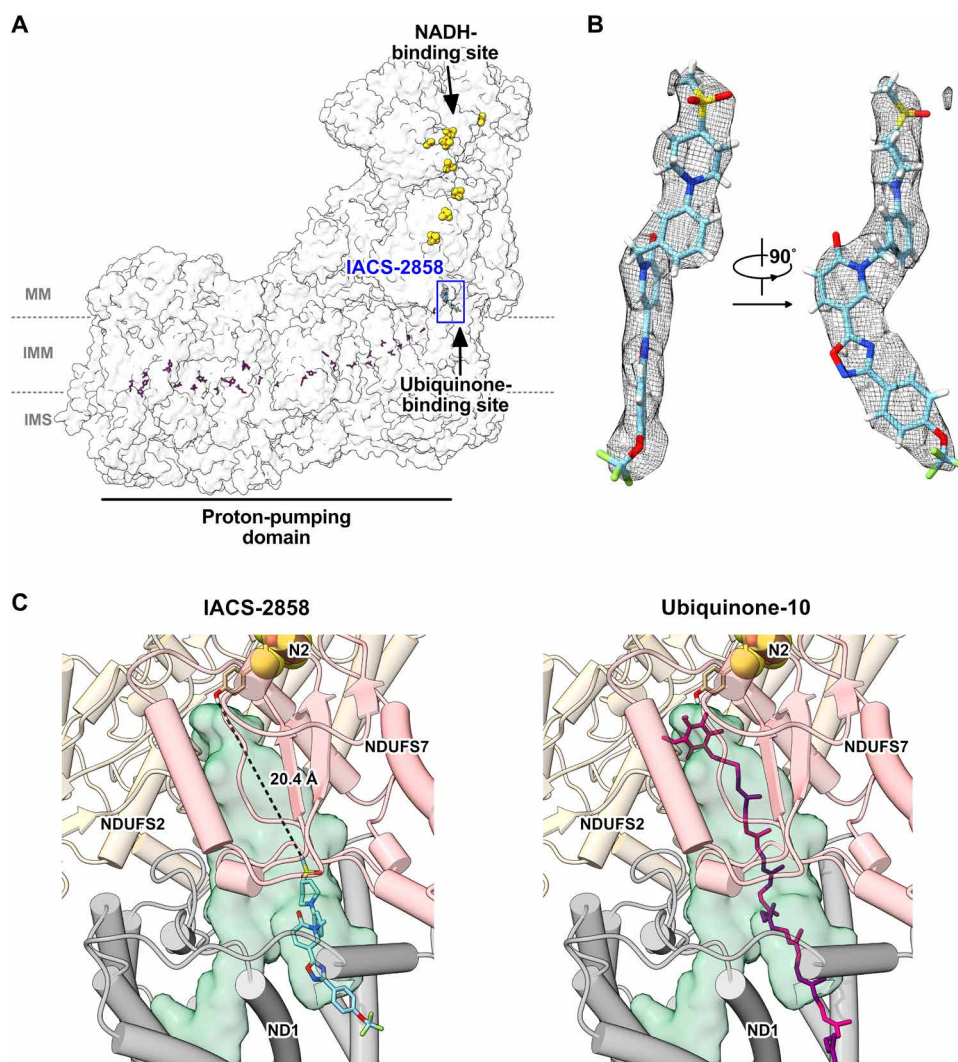 A
NADH-
binding site
IACS-2858
MM
IMM
IMS
Ubiquinone-
binding site
Proton-pumping
domain
B
90°
C
IACS-2858
N2
NDUFS7
20.4 Å
NDUFS2
ND1
Ubiquinone-10
N2
NDUFS7
NDUFS2
ND1